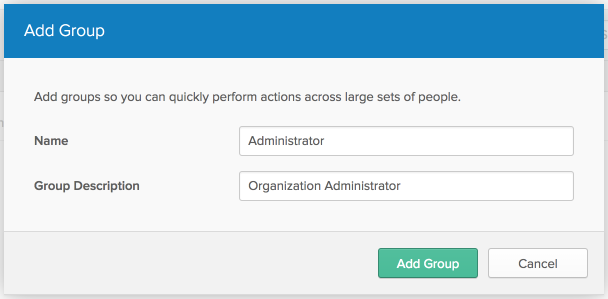 Add Group
Add groups so you can quickly perform actions across large sets of people.
Name
Administrator
Group Description
Organization Administrator
Add Group
Cancel